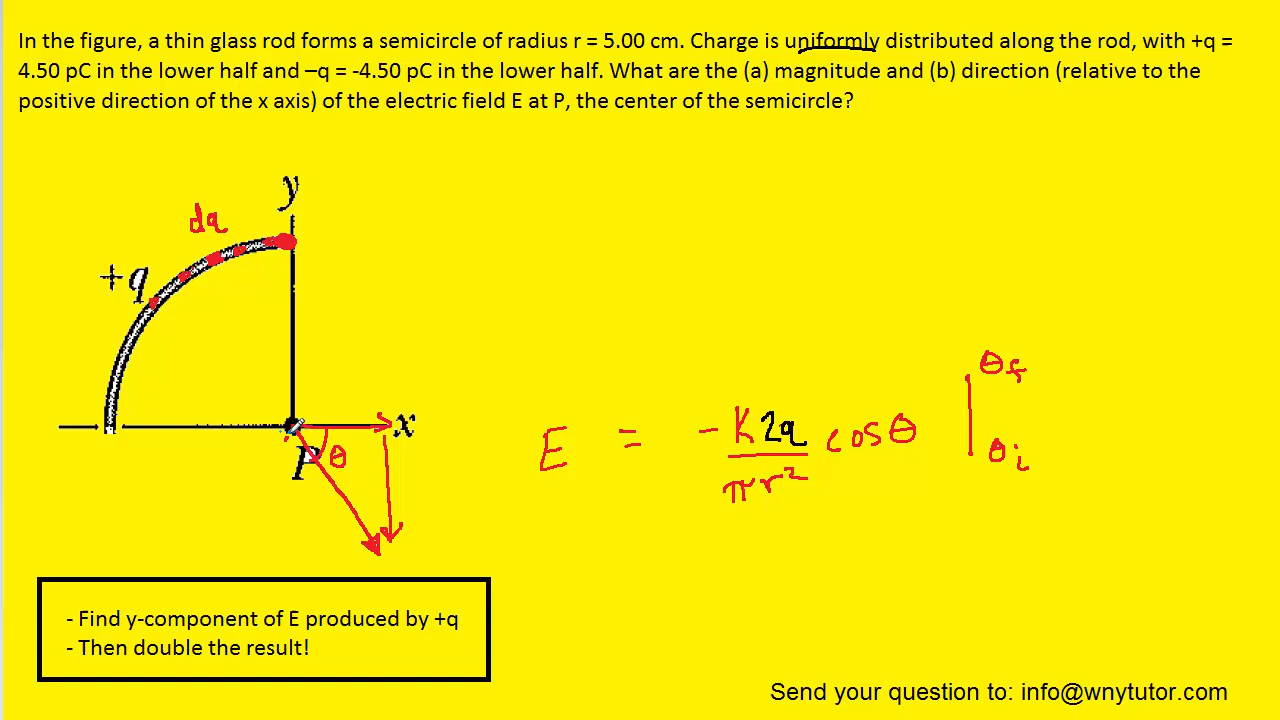 In the figure, a thin glass rod forms a semicircle of radius r = 5.00 cm. Charge is uniformly distributed along the rod, with +q =
4.50 pC in the lower half and –q = -4.50 pC in the lower half. What are the (a) magnitude and (b) direction (relative to the
positive direction of the x axis) of the electric field E at P, the center of the semicircle?
y
dq
+q
x
P θ
E = -K2q/πr² cosθ |θf θi
- Find y-component of E produced by +q
- Then double the result!
Send your question to: info@wnytutor.com